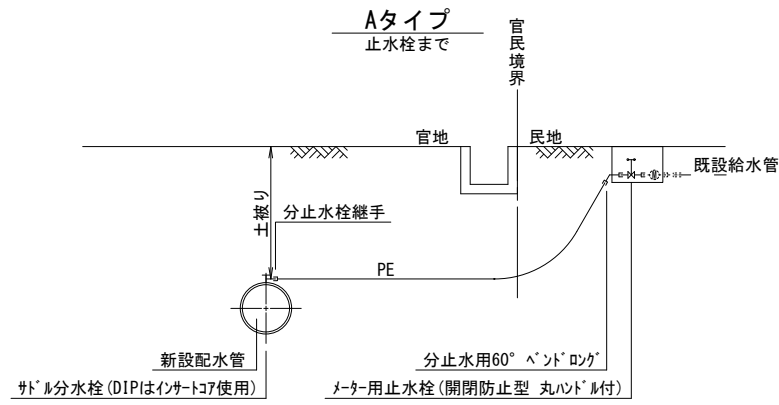 Aタイプ
止水栓まで
官民境界
官地
民地
既設給水管
土被り
分止水栓継手
PE
新設配水管
分止水用60° ベンドロング
サドル分水栓(DIPはインサートコア使用)
メーター用止水栓(開閉防止型 丸ハンドル付)